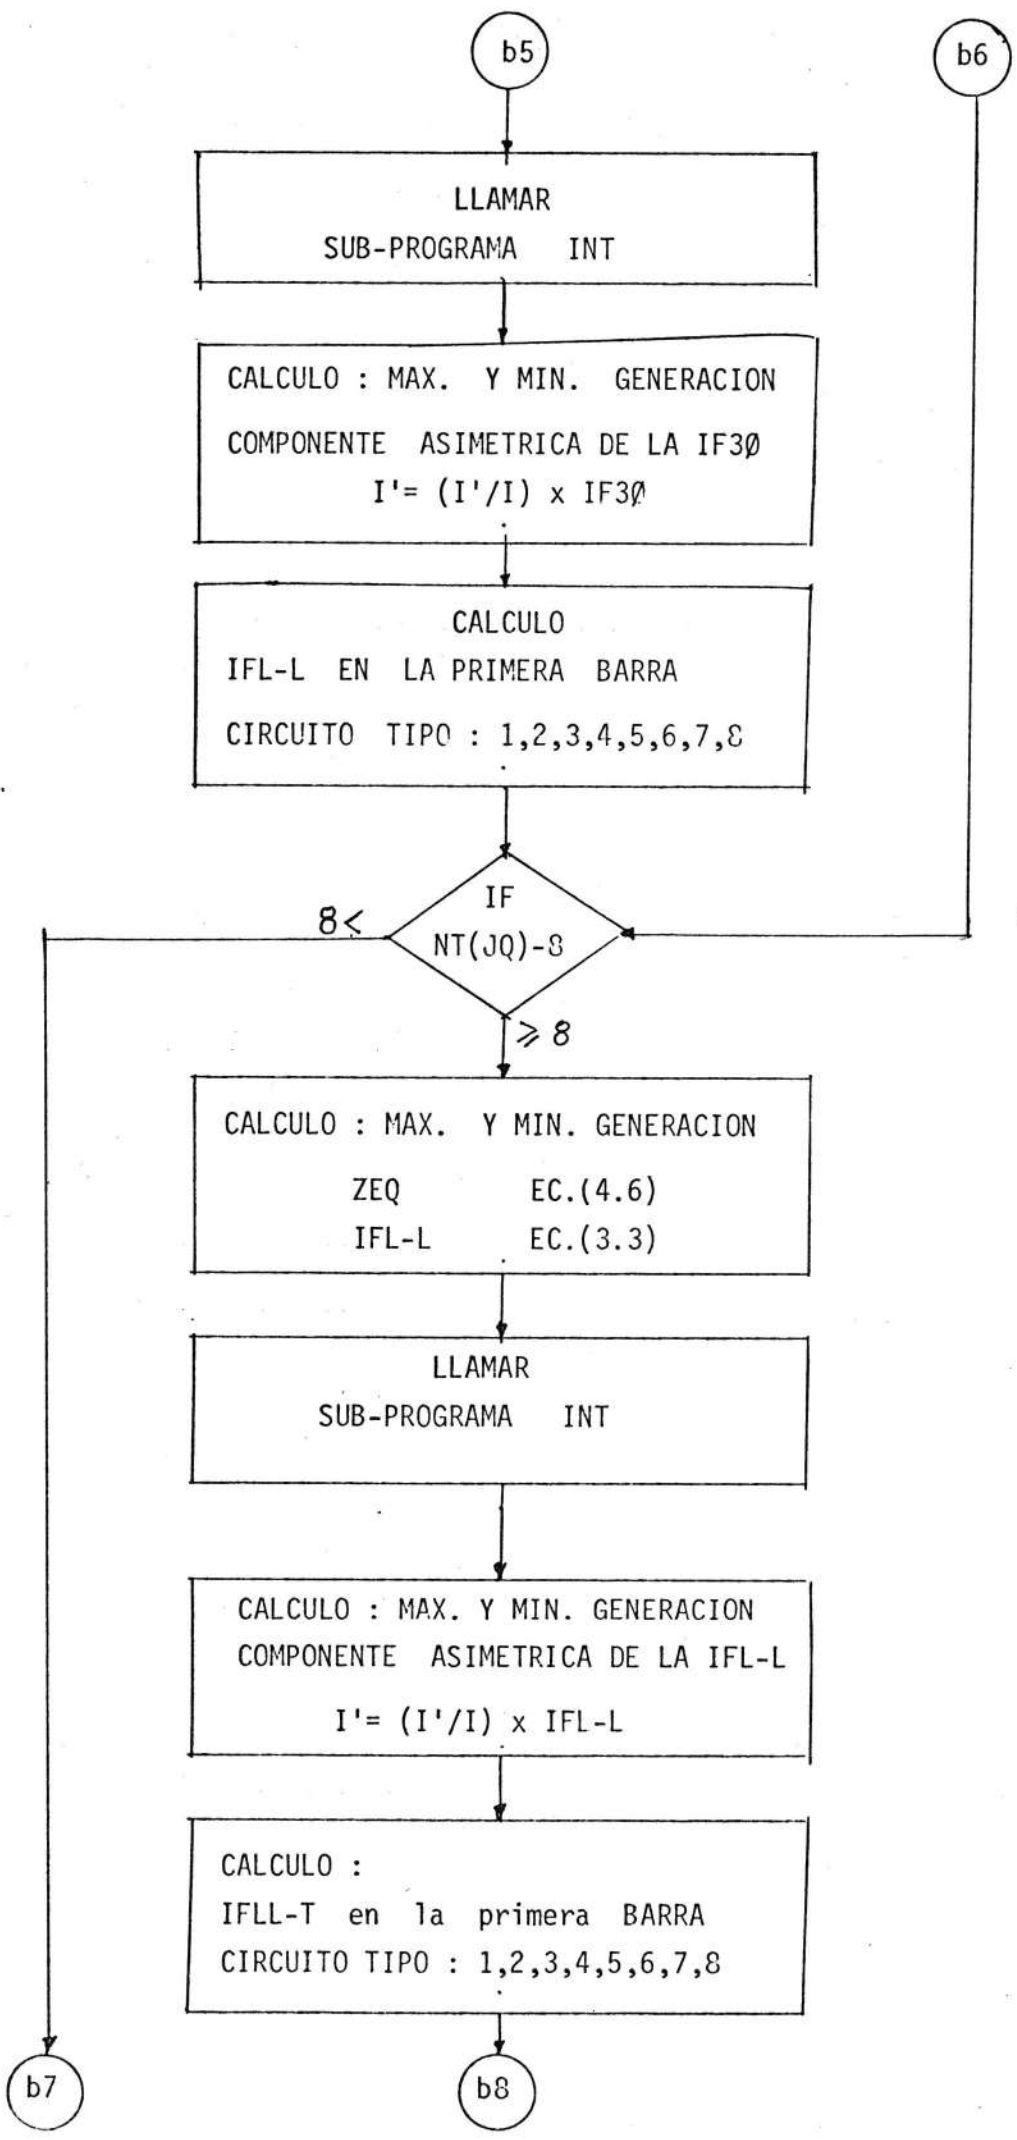 b5
b6
LLAMAR
SUB-PROGRAMA INT
CALCULO : MAX. Y MIN. GENERACION
COMPONENTE ASIMETRICA DE LA IF3Ø
I'= (I'/I) x IF3Ø
CALCULO
IFL-L EN LA PRIMERA BARRA
CIRCUITO TIPO : 1,2,3,4,5,6,7,8
IF
NT(JQ)-8
8<
≥ 8
CALCULO : MAX. Y MIN. GENERACION
ZEQ EC.(4.6)
IFL-L EC.(3.3)
LLAMAR
SUB-PROGRAMA INT
CALCULO : MAX. Y MIN. GENERACION
COMPONENTE ASIMETRICA DE LA IFL-L
I'= (I'/I) x IFL-L
CALCULO :
IFLL-T en la primera BARRA
CIRCUITO TIPO : 1,2,3,4,5,6,7,8
b7
b8